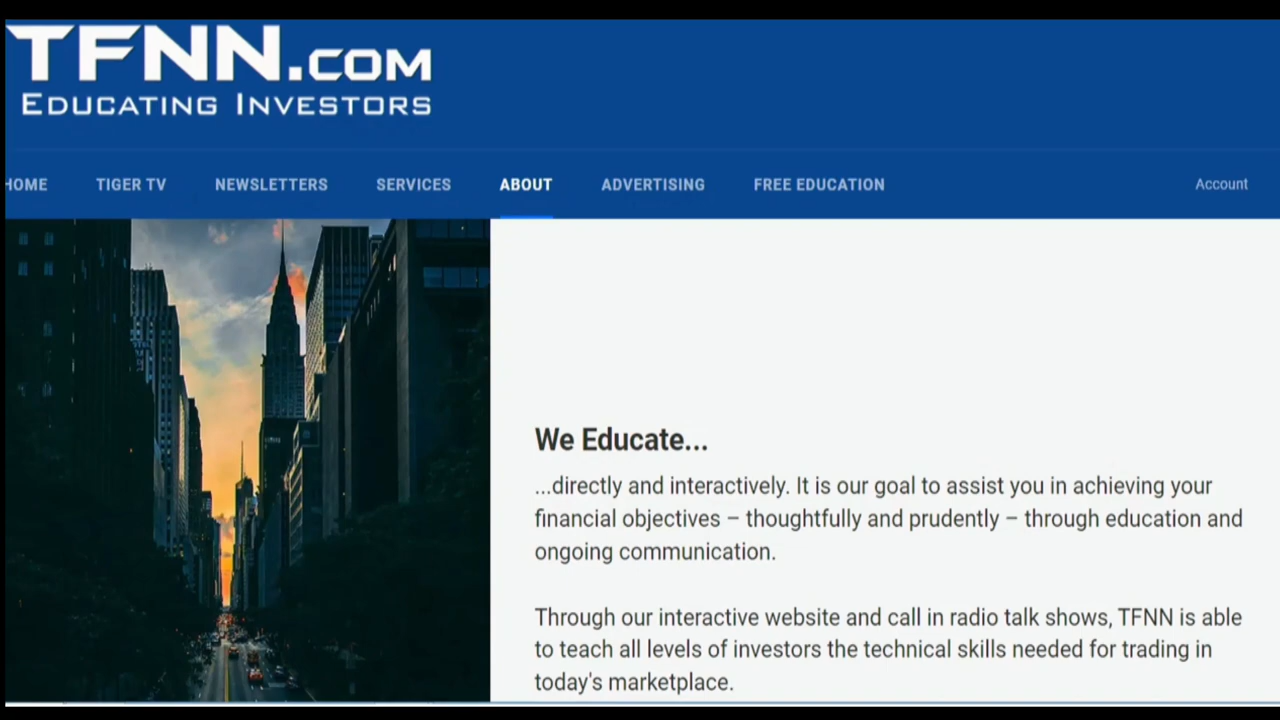 TFNN.COM
EDUCATING INVESTORS
HOME TIGER TV NEWSLETTERS SERVICES ABOUT ADVERTISING FREE EDUCATION Account
We Educate...
...directly and interactively. It is our goal to assist you in achieving your
financial objectives – thoughtfully and prudently – through education and
ongoing communication.
Through our interactive website and call in radio talk shows, TFNN is able
to teach all levels of investors the technical skills needed for trading in
today's marketplace.